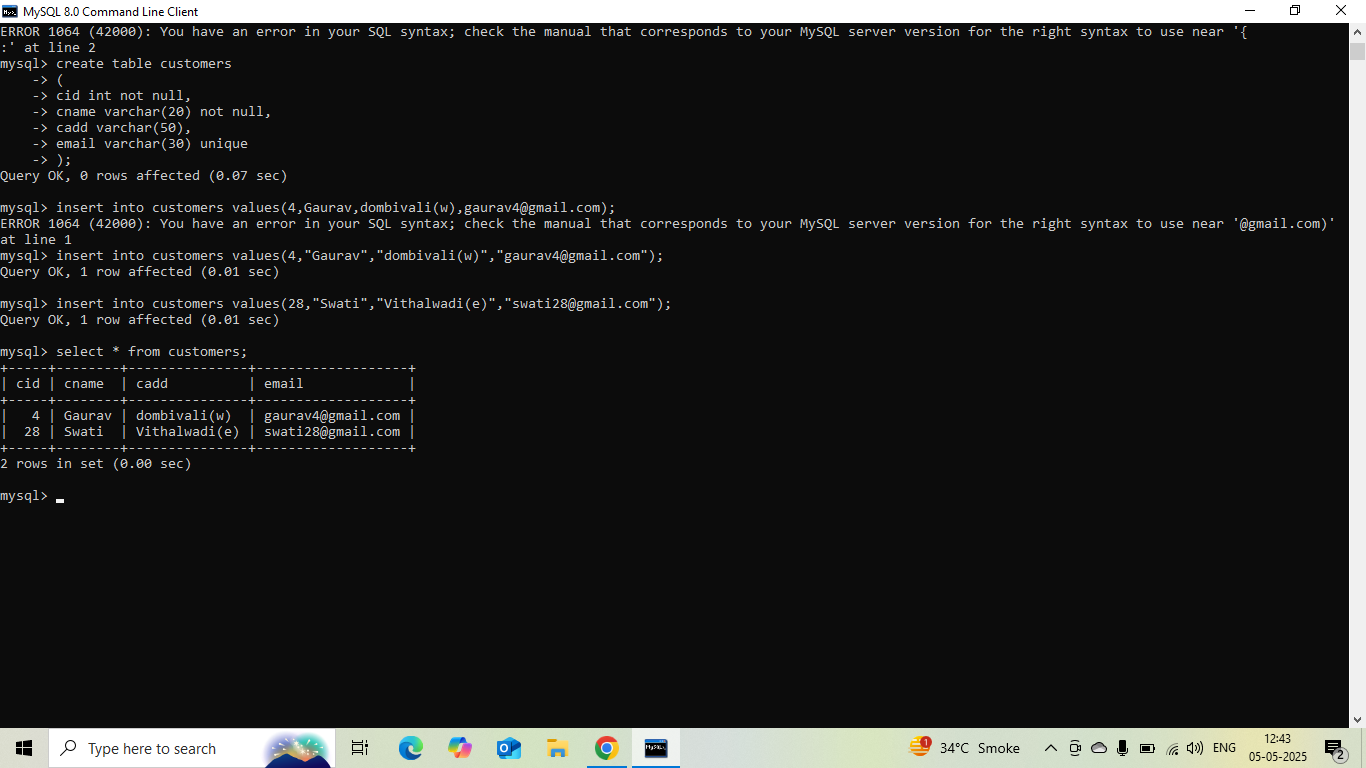 MySQL 8.0 Command Line Client
ERROR 1064 (42000): You have an error in your SQL syntax; check the manual that corresponds to your MySQL server version for the right syntax to use near '{
:' at line 2
mysql> create table customers
    -> (
    -> cid int not null,
    -> cname varchar(20) not null,
    -> cadd varchar(50),
    -> email varchar(30) unique
    -> );
Query OK, 0 rows affected (0.07 sec)

mysql> insert into customers values(4,Gaurav,dombivali(w),gaurav4@gmail.com);
ERROR 1064 (42000): You have an error in your SQL syntax; check the manual that corresponds to your MySQL server version for the right syntax to use near '@gmail.com)'
at line 1
mysql> insert into customers values(4,"Gaurav","dombivali(w)","gaurav4@gmail.com");
Query OK, 1 row affected (0.01 sec)

mysql> insert into customers values(28,"Swati","Vithalwadi(e)","swati28@gmail.com");
Query OK, 1 row affected (0.01 sec)

mysql> select * from customers;
+-----+--------+---------------+-------------------+
| cid | cname  | cadd          | email             |
+-----+--------+---------------+-------------------+
|   4 | Gaurav | dombivali(w)  | gaurav4@gmail.com |
|  28 | Swati  | Vithalwadi(e) | swati28@gmail.com |
+-----+--------+---------------+-------------------+
2 rows in set (0.00 sec)

mysql> _
Type here to search
MySQL
1
34°C Smoke
ENG
12:43
05-05-2025
2